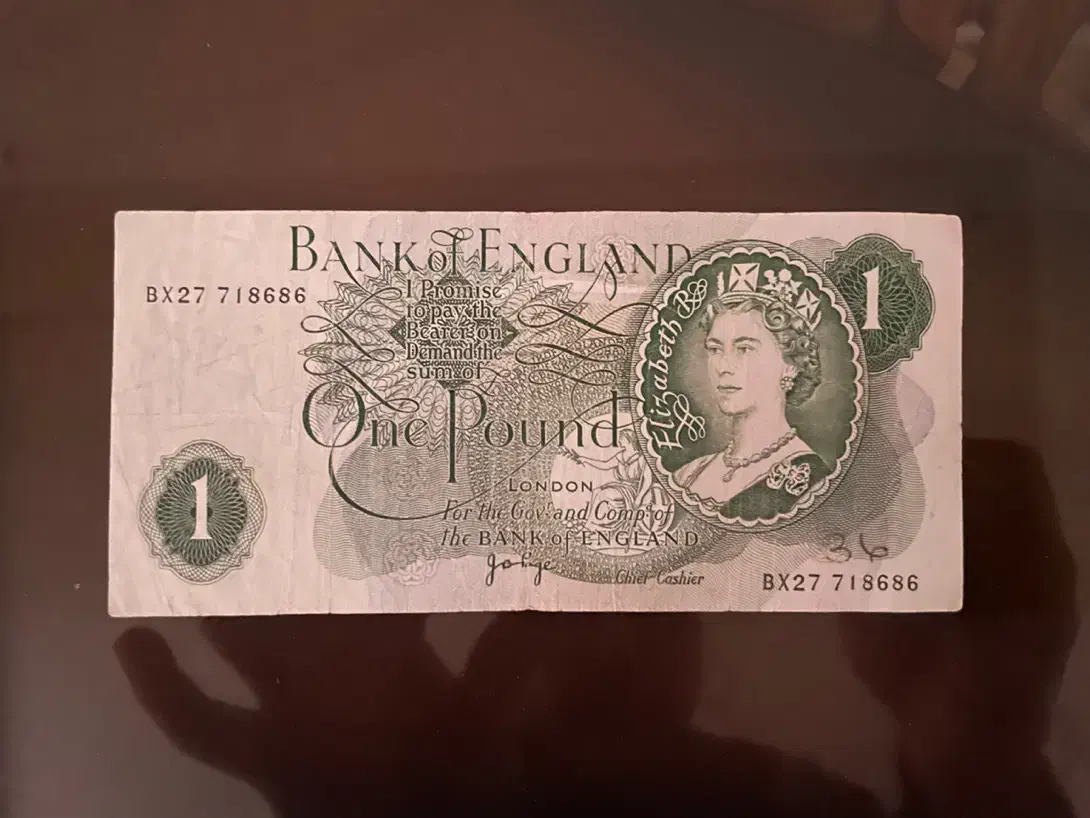 BANK of ENGLAND
BX27 718686
I Promise
to pay the
Bearer on
Demand the
sum of
One Pound
LONDON
For the Govr. and Compa. of
the BANK of ENGLAND
Chief Cashier
Elizabeth R
1
1
36
BX27 718686